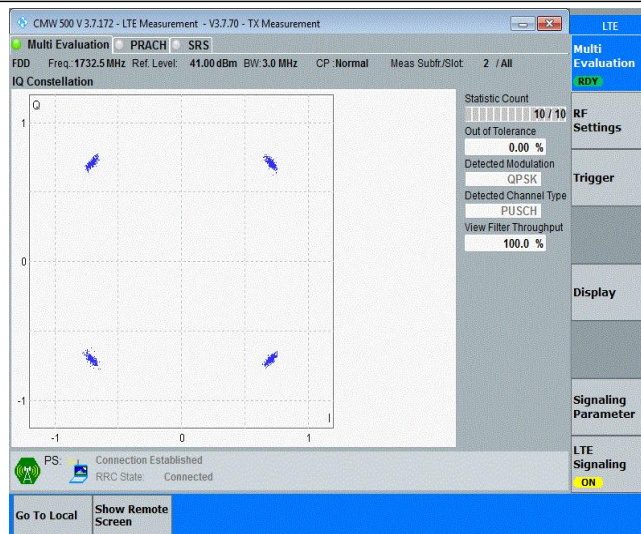 CMW 500 V 3.7.172 - LTE Measurement - V3.7.70 - TX Measurement
LTE
Multi Evaluation PRACH SRS
FDD Freq.: 1732.5 MHz Ref. Level: 41.00 dBm BW: 3.0 MHz CP : Normal Meas Subfr./Slot: 2 / All
IQ Constellation
Q
1
0
-1
I
-1 0 1
Statistic Count
10 / 10
Out of Tolerance
0.00 %
Detected Modulation
QPSK
Detected Channel Type
PUSCH
View Filter Throughput
100.0 %
PS: Connection Established
RRC State: Connected
Multi
Evaluation
RDY
RF
Settings
Trigger
Display
Signaling
Parameter
LTE
Signaling
ON
Go To Local
Show Remote
Screen